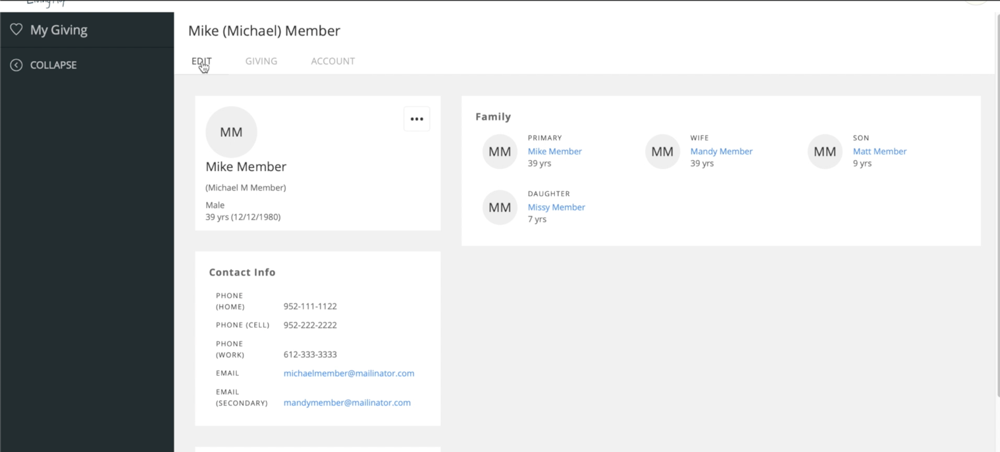 My Giving
COLLAPSE
Mike (Michael) Member
EDIT GIVING ACCOUNT
MM
•••
Mike Member
(Michael M Member)
Male
39 yrs (12/12/1980)
Contact Info
PHONE
(HOME) 952-111-1122
PHONE (CELL) 952-222-2222
PHONE
(WORK) 612-333-3333
EMAIL michaelmember@mailinator.com
EMAIL
(SECONDARY) mandymember@mailinator.com
Family
MM
PRIMARY
Mike Member
39 yrs
MM
WIFE
Mandy Member
39 yrs
MM
SON
Matt Member
9 yrs
MM
DAUGHTER
Missy Member
7 yrs